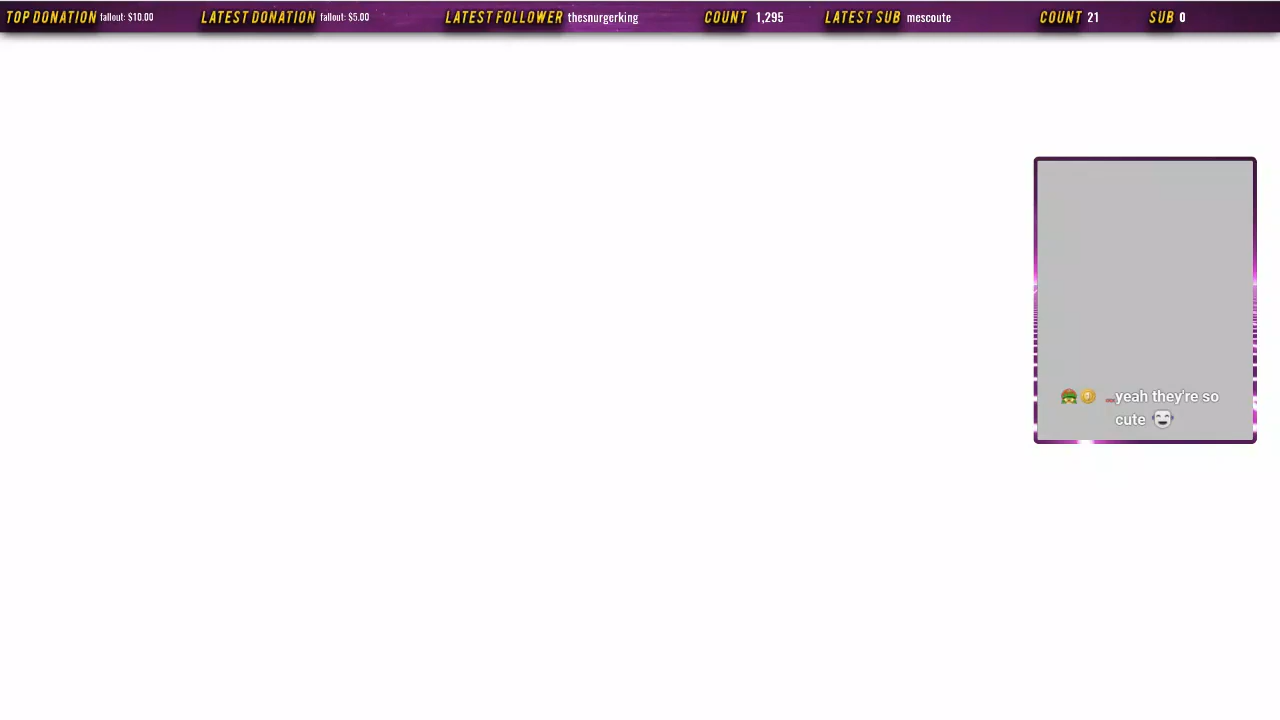 TOP DONATION fallout: $10.00 LATEST DONATION fallout: $5.00 LATEST FOLLOWER thesnurgerking COUNT 1,295 LATEST SUB mescoute COUNT 21 SUB 0
...yeah they're so
cute